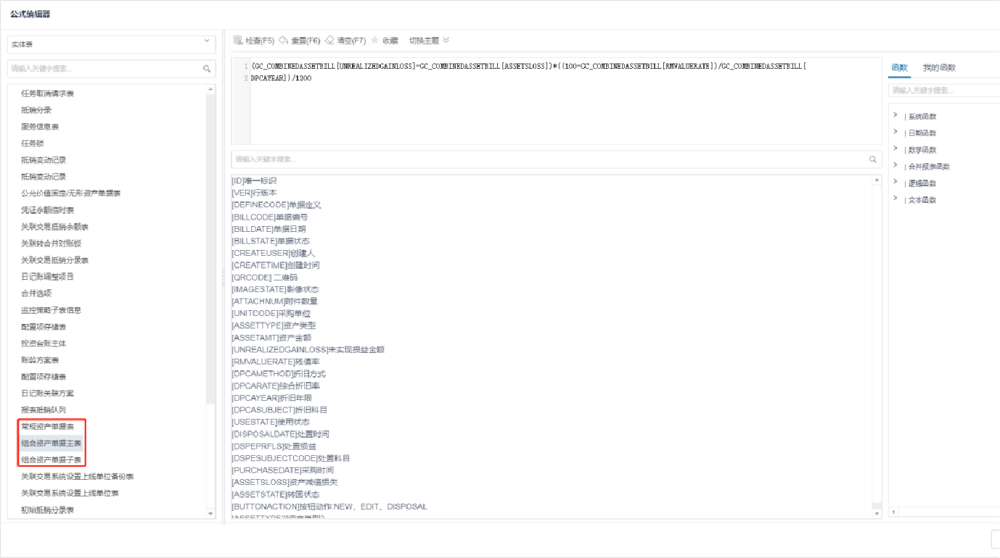 公式编辑器
实体表
请输入关键字搜索...
任务取消请求表
抵销分录
服务信息表
任务锁
抵销变动记录
抵销变动记录
公允价值固定/无形资产单据表
凭证余额临时表
关联交易抵销余额表
关联转合并对账锁
关联交易抵销分录表
日记账调整项目
合并选项
监控策略子表信息
配置项存储表
投资台账主体
账龄方案表
配置项存储表
日记账关联方案
报表抵销队列
常规资产单据表
组合资产单据主表
组合资产单据子表
关联交易系统设置上线单位备份表
关联交易系统设置上线单位表
初始抵销分录表
检查(F5) 重置(F6) 清空(F7) 收藏 切换主题
1 (GC_COMBINEDASSETBILL[UNREALIZEDGAINLOSS]=GC_COMBINEDASSETBILL[ASSETSLOSS])*((100=GC_COMBINEDASSETBILL[RMVALUERATE])/GC_COMBINEDASSETBILL[
2 DPCAYEAR])/1200
请输入关键字搜索...
[ID]唯一标识
[VER]行版本
[DEFINECODE]单据定义
[BILLCODE]单据编号
[BILLDATE]单据日期
[BILLSTATE]单据状态
[CREATEUSER]创建人
[CREATETIME]创建时间
[QRCODE] 二维码
[IMAGESTATE]影像状态
[ATTACHNUM]附件数量
[UNITCODE]采购单位
[ASSETTYPE]资产类型
[ASSETAMT]资产金额
[UNREALIZEDGAINLOSS]未实现损益金额
[RMVALUERATE]残值率
[DPCAMETHOD]折旧方式
[DPCARATE]综合折旧率
[DPCAYEAR]折旧年限
[DPCASUBJECT]折旧科目
[USESTATE]使用状态
[DISPOSALDATE]处置时间
[DSPEPRFLS]处置损益
[DSPESUBJECTCODE]处置科目
[PURCHASEDATE]采购时间
[ASSETSLOSS]资产减值损失
[ASSETSTATE]转固状态
[BUTTONACTION]按钮动作:NEW、EDIT、DISPOSAL
[ASSETTYPE2]资产类型2
函数 我的函数
请输入关键字搜索...
| 系统函数
| 日期函数
| 数学函数
| 合并报表函数
| 逻辑函数
| 文本函数